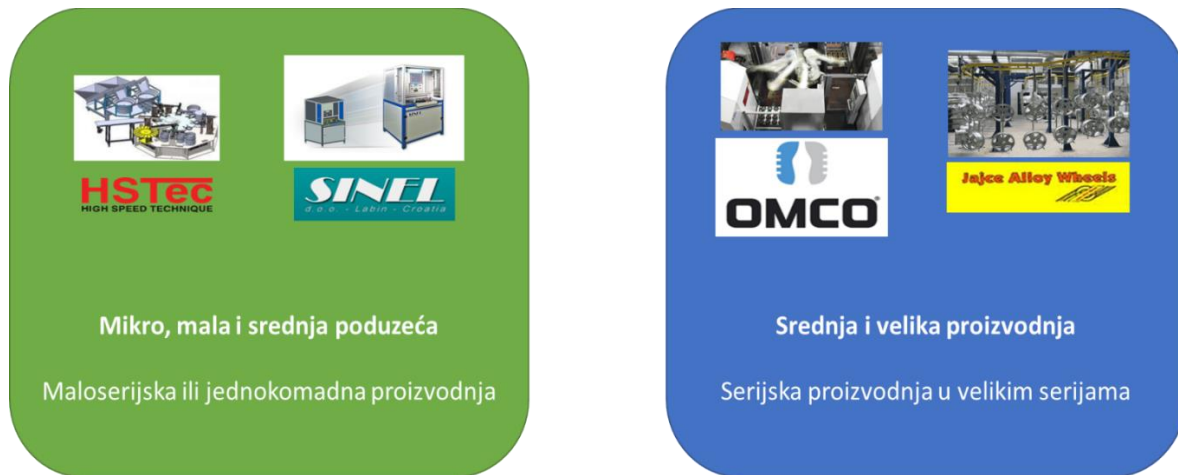 HSTec
HIGH SPEED TECHNIQUE
SINEL
d.o.o. - Labin - Croatia
Mikro, mala i srednja poduzeća
Maloserijska ili jednokomadna proizvodnja
OMCO®
Jajce Alloy Wheels
Srednja i velika proizvodnja
Serijska proizvodnja u velikim serijama